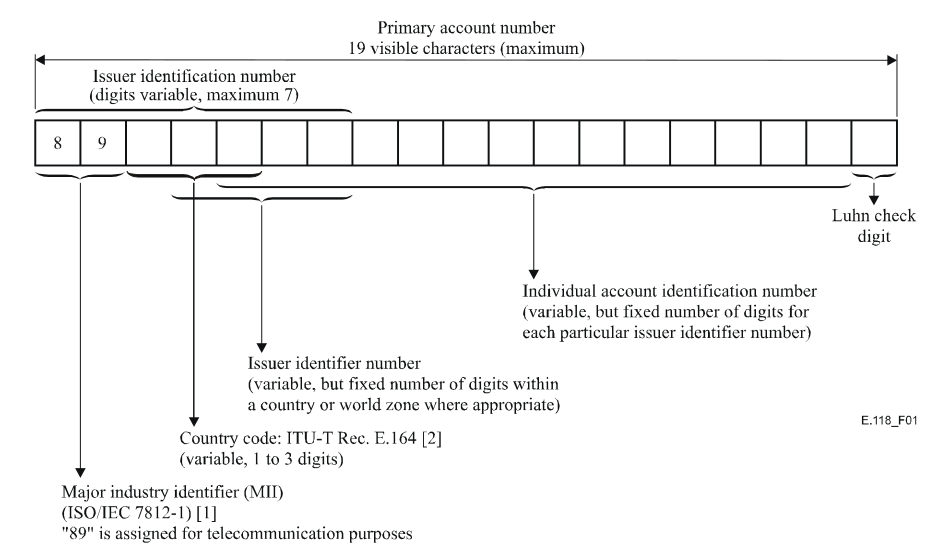 Primary account number
19 visible characters (maximum)
Issuer identification number
(digits variable, maximum 7)
8 9
Luhn check
digit
Individual account identification number
(variable, but fixed number of digits for
each particular issuer identifier number)
Issuer identifier number
(variable, but fixed number of digits within
a country or world zone where appropriate)
E.118_F01
Country code: ITU-T Rec. E.164 [2]
(variable, 1 to 3 digits)
Major industry identifier (MII)
(ISO/IEC 7812-1) [1]
"89" is assigned for telecommunication purposes